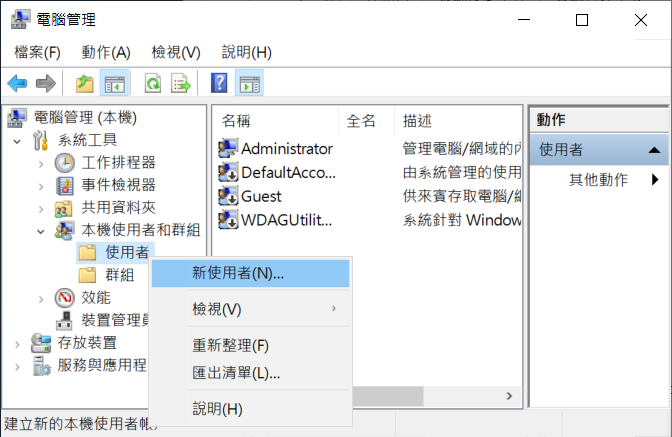 電腦管理
檔案(F) 動作(A) 檢視(V) 說明(H)
電腦管理 (本機)
系統工具
工作排程器
事件檢視器
共用資料夾
本機使用者和群組
使用者
群組
效能
裝置管理員
存放裝置
服務與應用程
名稱 全名 描述
Administrator 管理電腦/網域的內
DefaultAcco... 由系統管理的使用
Guest 供來賓存取電腦/網
WDAGUtilit... 系統針對 Window
動作
使用者
其他動作
新使用者(N)...
檢視(V)
重新整理(F)
匯出清單(L)...
說明(H)
建立新的本機使用者帳